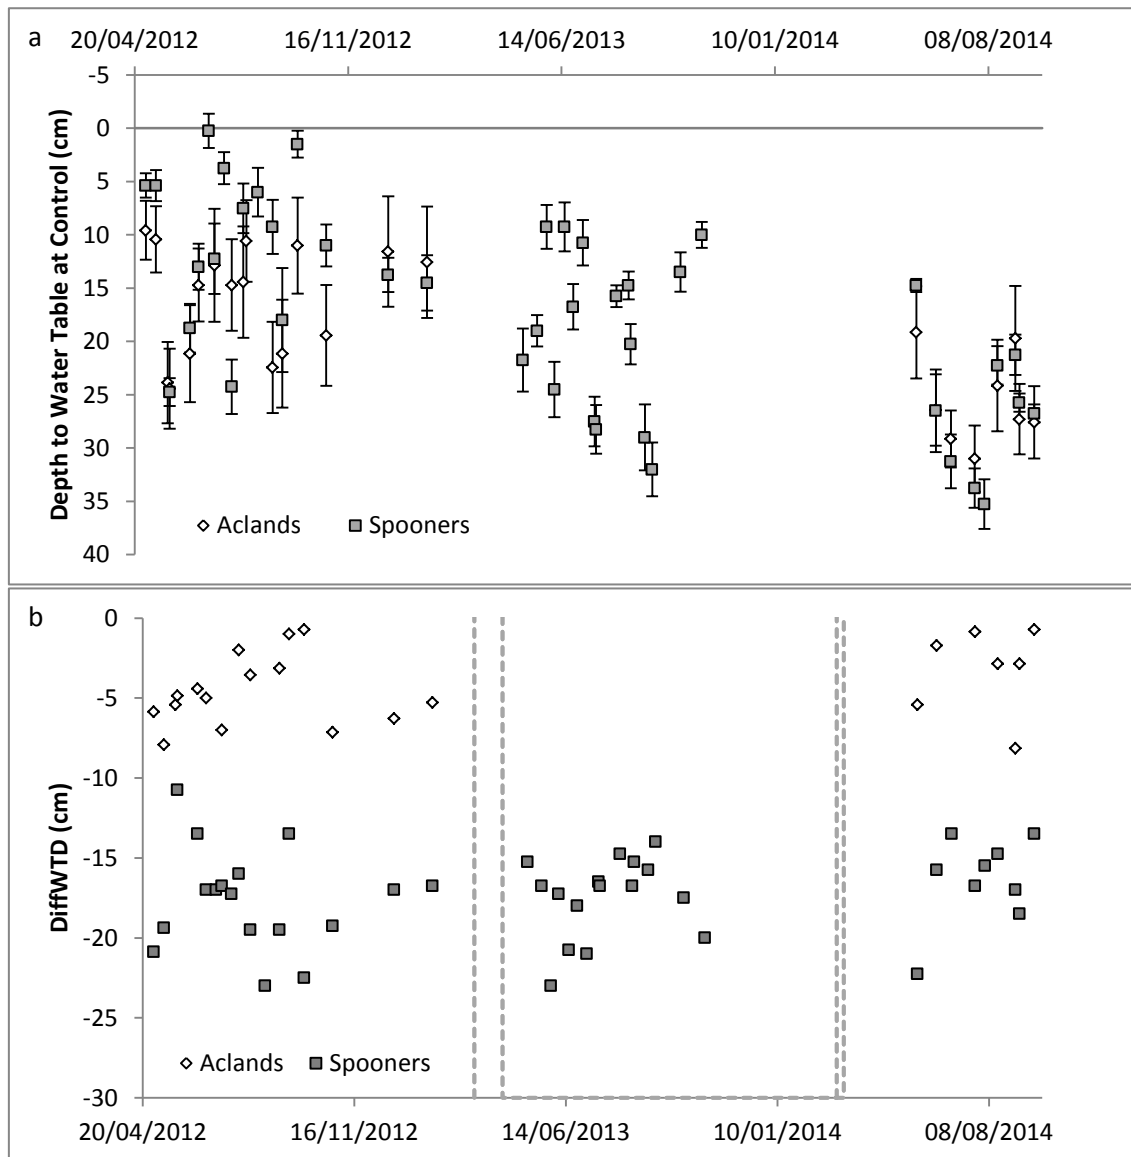 a
20/04/2012 16/11/2012 14/06/2013 10/01/2014 08/08/2014
-5
0
5
10
15
20
25
30
35
40
Depth to Water Table at Control (cm)
Aclands Spooners
b
0
-5
-10
-15
-20
-25
-30
DiffWTD (cm)
Aclands Spooners
20/04/2012 16/11/2012 14/06/2013 10/01/2014 08/08/2014